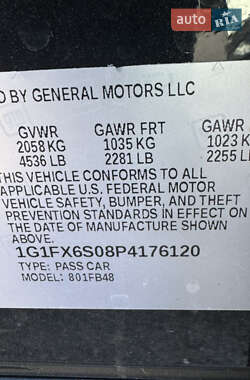 AUTO
RIA
D BY GENERAL MOTORS LLC
GVWR GAWR FRT GAWR
2058 KG 1035 KG 1023 K
4536 LB 2281 LB 2255 L
THIS VEHICLE CONFORMS TO ALL
APPLICABLE U.S. FEDERAL MOTOR
VEHICLE SAFETY, BUMPER, AND THEFT
PREVENTION STANDARDS IN EFFECT ON
THE DATE OF MANUFACTURE SHOWN
ABOVE.
1G1FX6S08P4176120
TYPE: PASS CAR
MODEL: 801FB48